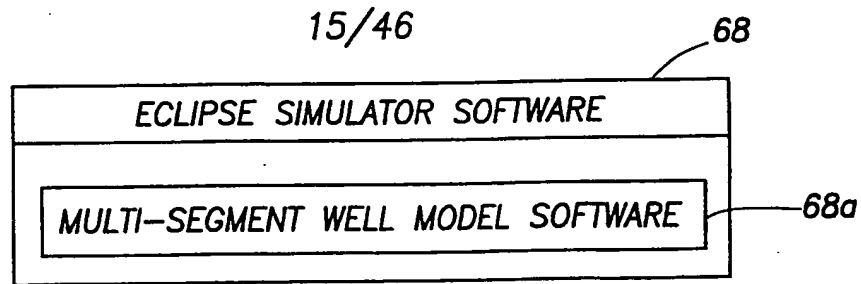 15/46
68
ECLIPSE SIMULATOR SOFTWARE
MULTI-SEGMENT WELL MODEL SOFTWARE
68a